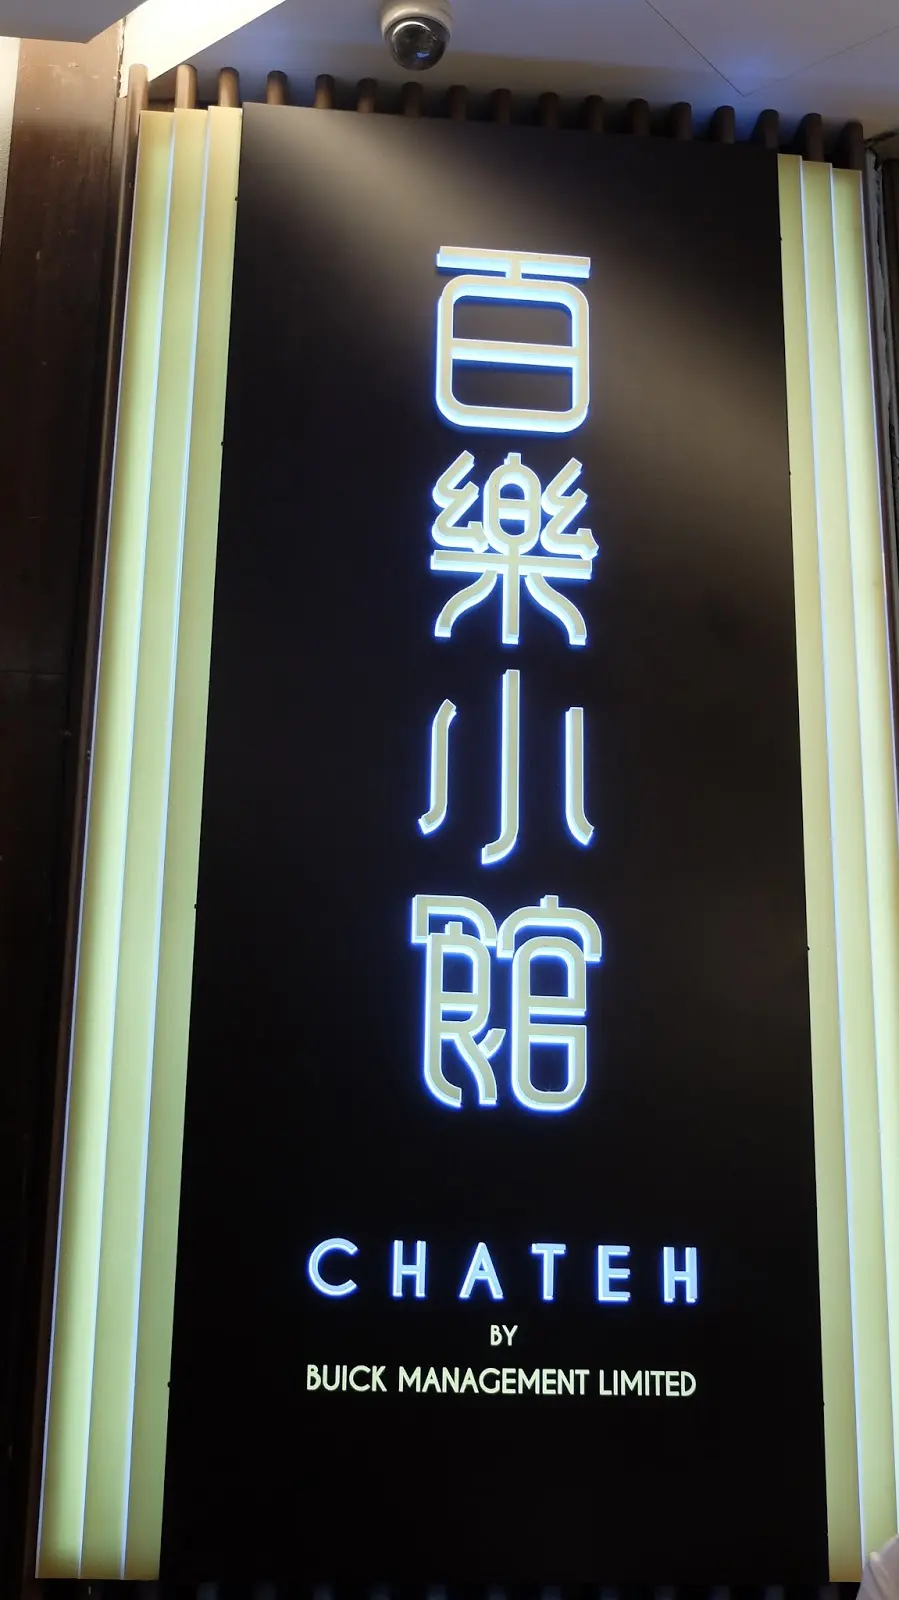 百樂小館
CHATEH
BY
BUICK MANAGEMENT LIMITED